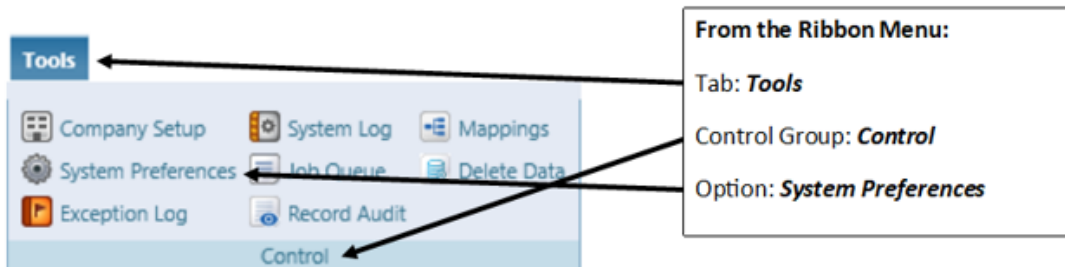 Tools
Company Setup System Log Mappings
System Preferences Job Queue Delete Data
Exception Log Record Audit
Control
From the Ribbon Menu:
Tab: Tools
Control Group: Control
Option: System Preferences